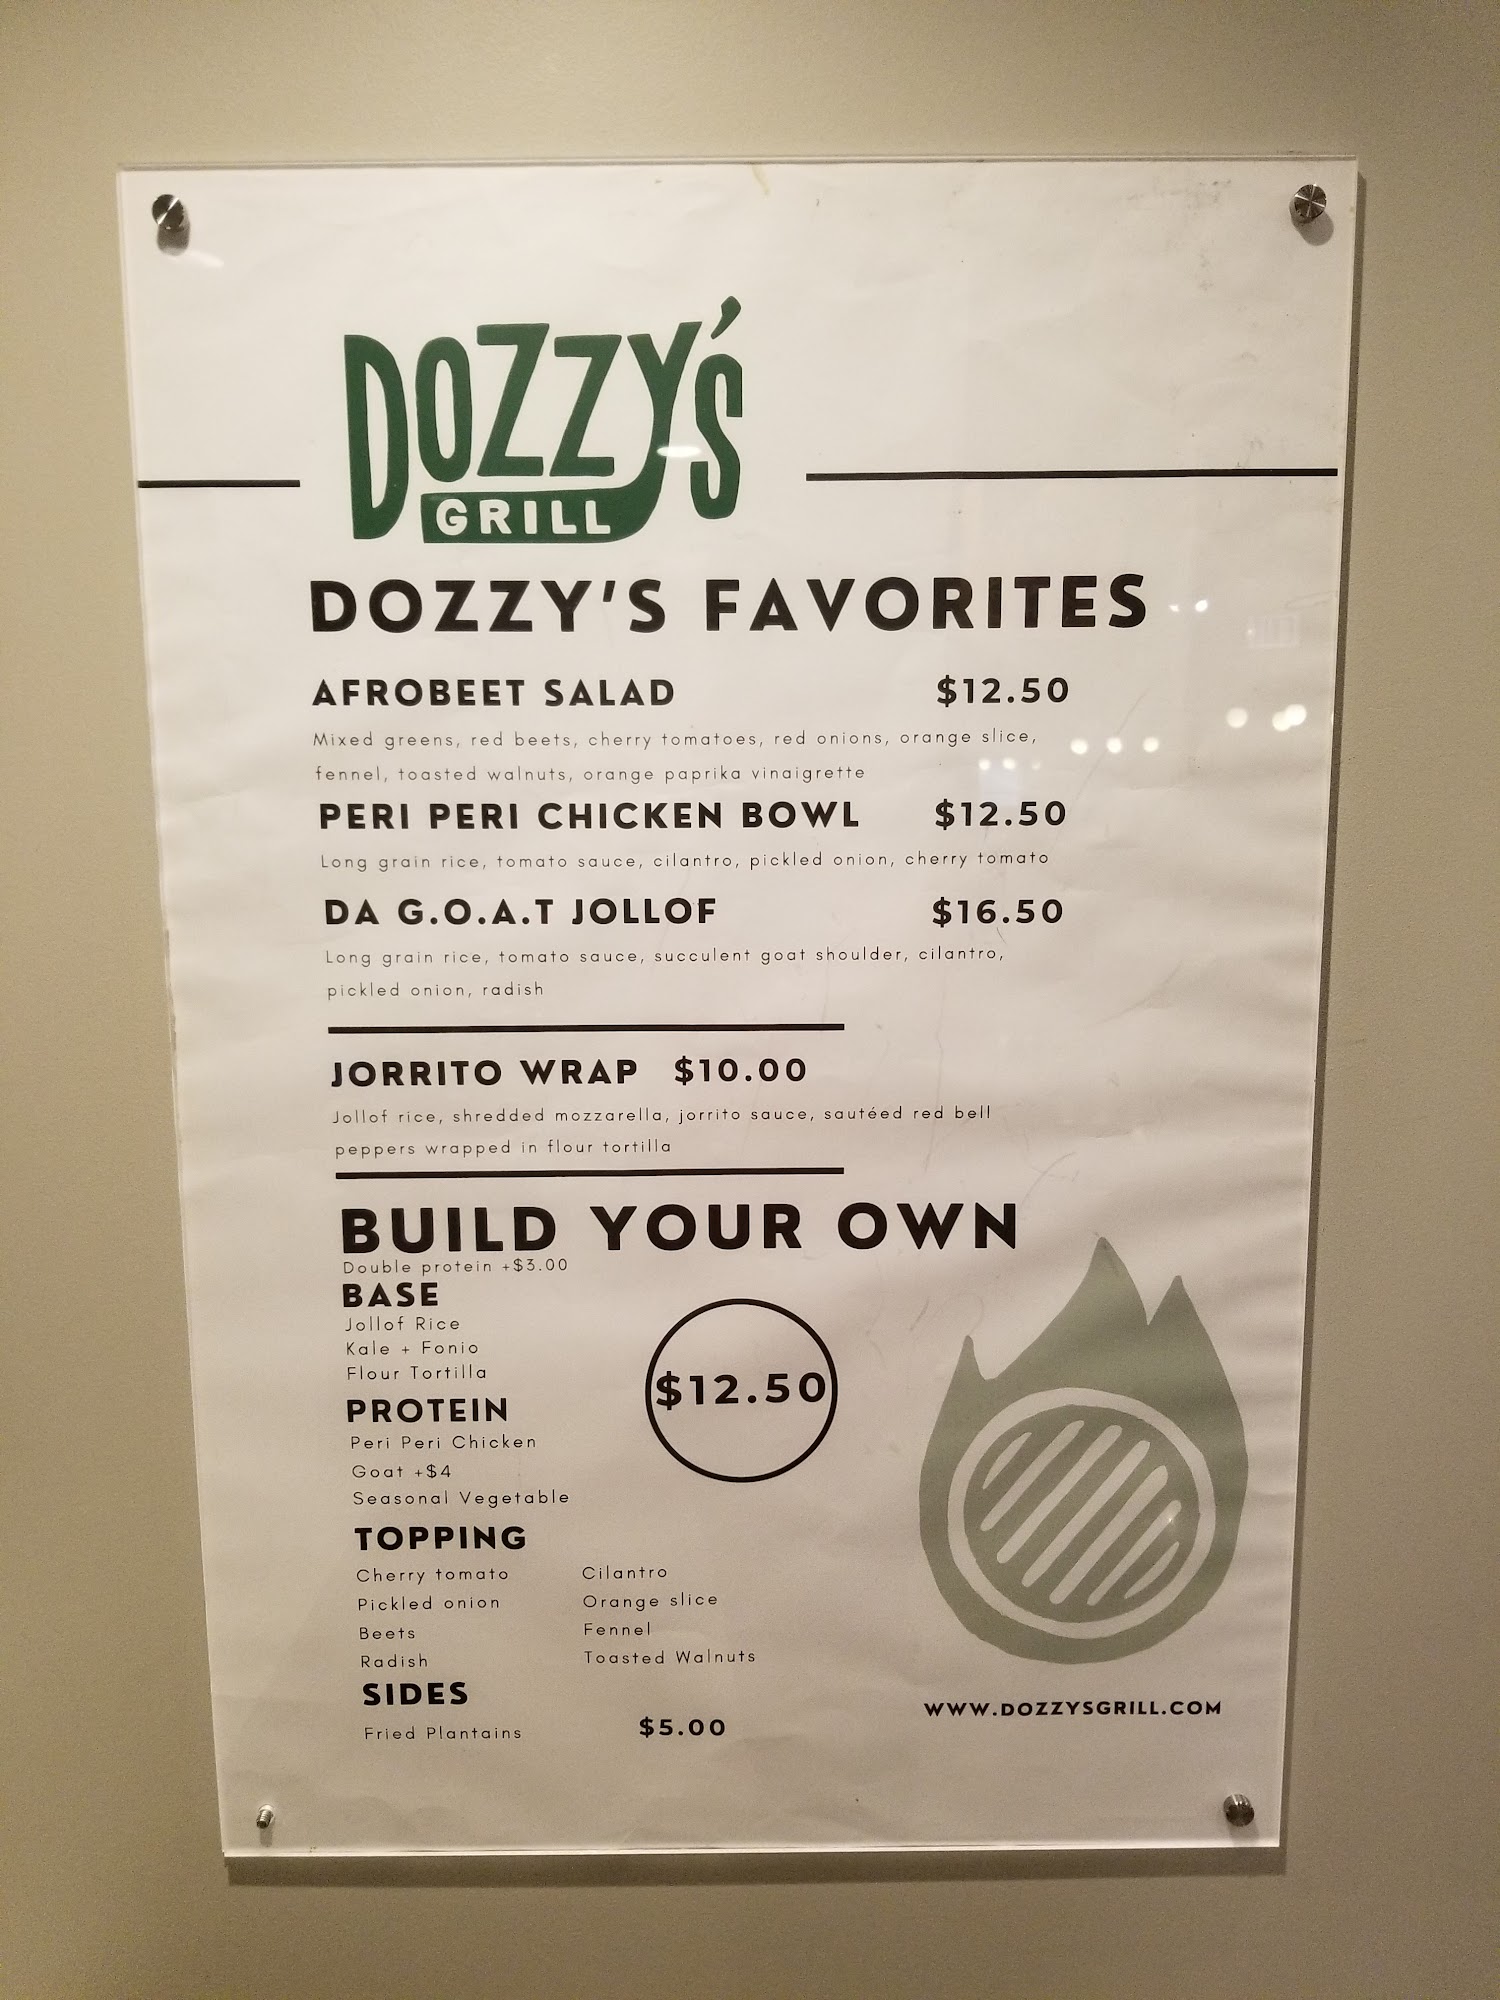 DOZZY'S
GRILL
DOZZY'S FAVORITES
AFROBEET SALAD $12.50
Mixed greens, red beets, cherry tomatoes, red onions, orange slice,
fennel, toasted walnuts, orange paprika vinaigrette
PERI PERI CHICKEN BOWL $12.50
Long grain rice, tomato sauce, cilantro, pickled onion, cherry tomato
DA G.O.A.T JOLLOF $16.50
Long grain rice, tomato sauce, succulent goat shoulder, cilantro,
pickled onion, radish
JORRITO WRAP $10.00
Jollof rice, shredded mozzarella, jorrito sauce, sautéed red bell
peppers wrapped in flour tortilla
BUILD YOUR OWN
Double protein +$3.00
BASE
Jollof Rice
Kale + Fonio
Flour Tortilla
$12.50
PROTEIN
Peri Peri Chicken
Goat +$4
Seasonal Vegetable
TOPPING
Cherry tomato Cilantro
Pickled onion Orange slice
Beets Fennel
Radish Toasted Walnuts
SIDES
Fried Plantains $5.00
WWW.DOZZYSGRILL.COM